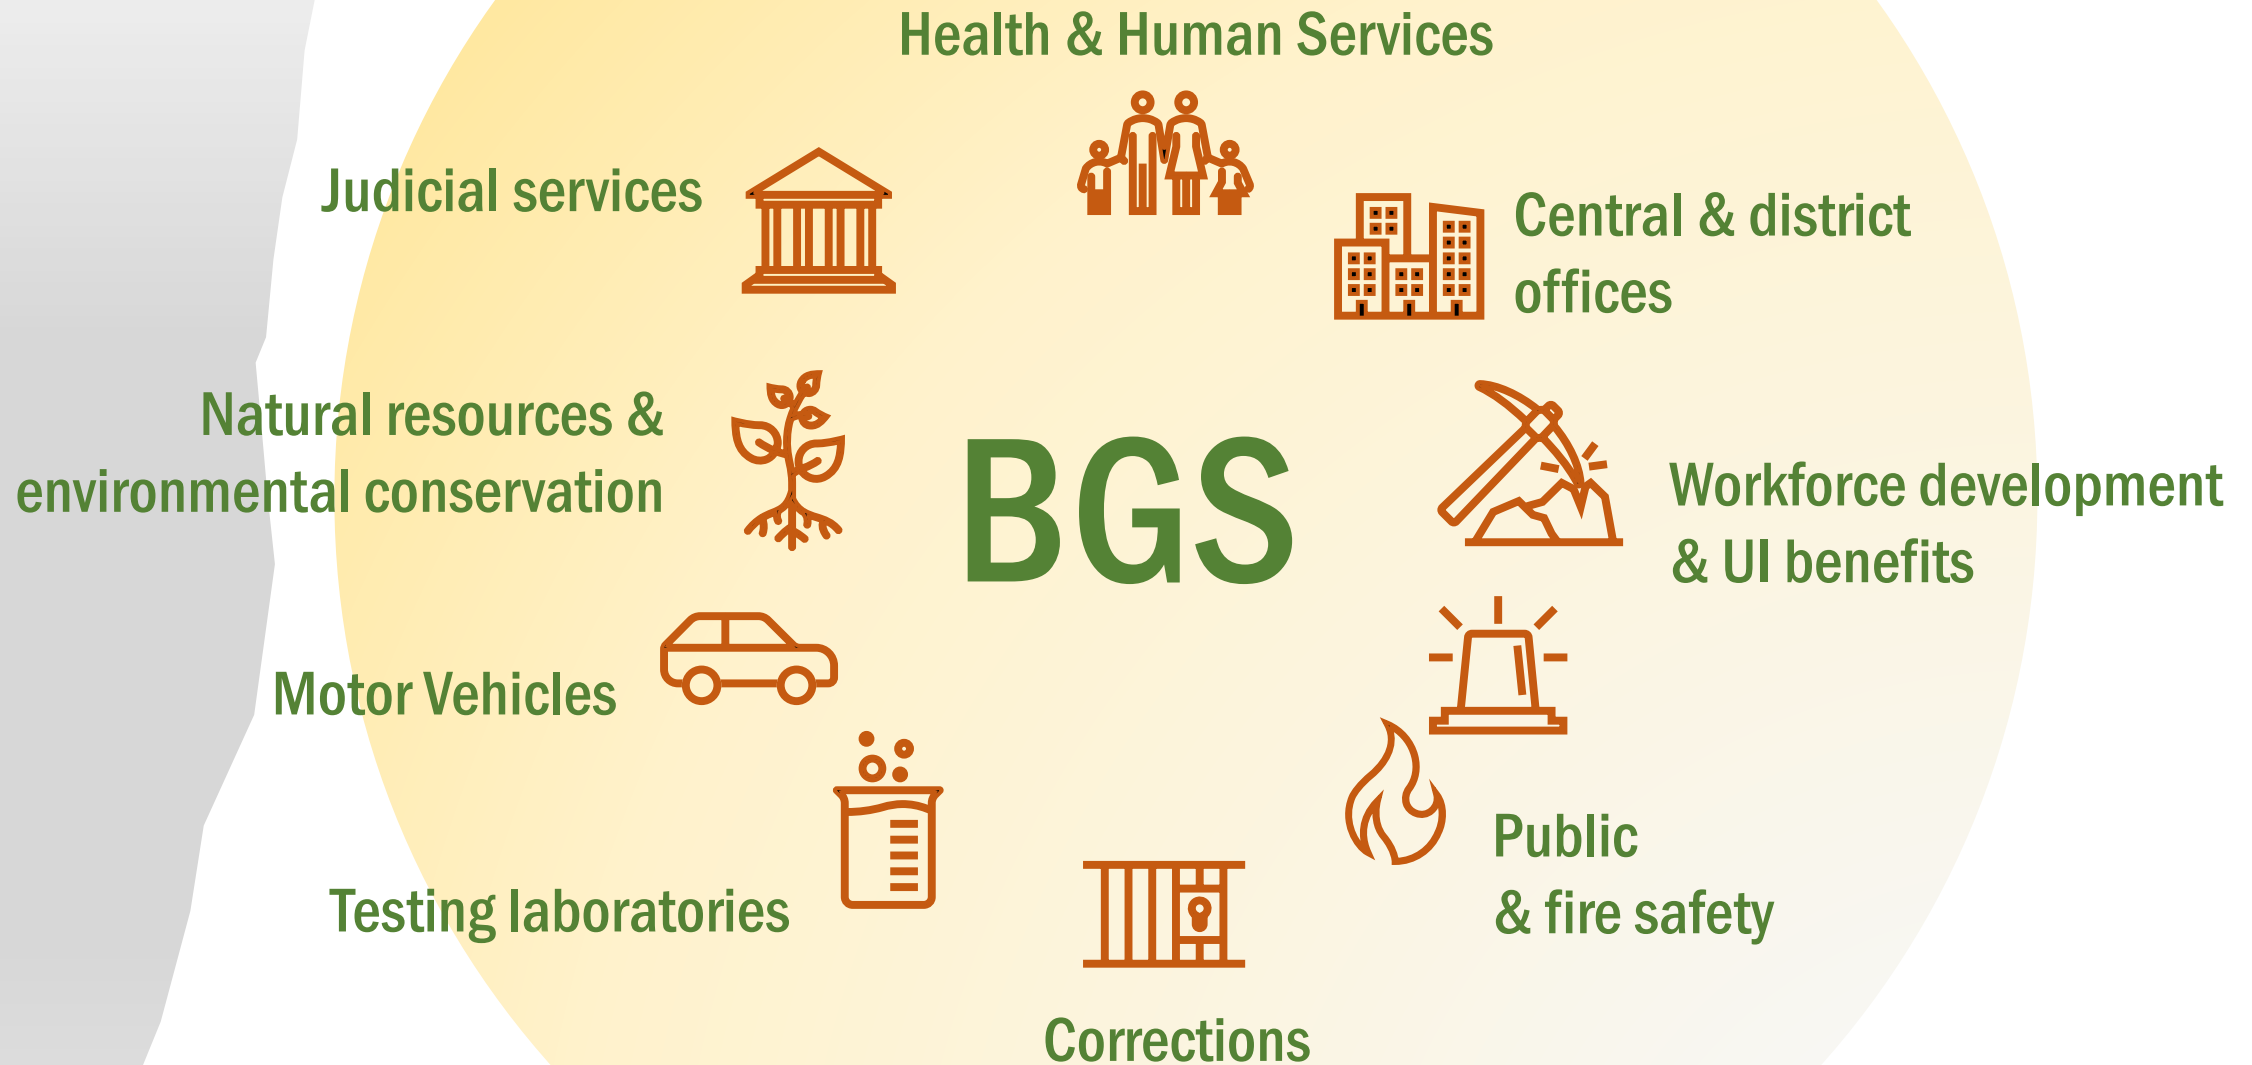 Health & Human Services
Judicial services
Central & district
offices
Natural resources &
environmental conservation
BGS
Workforce development
& UI benefits
Motor Vehicles
Public
& fire safety
Testing laboratories
Corrections